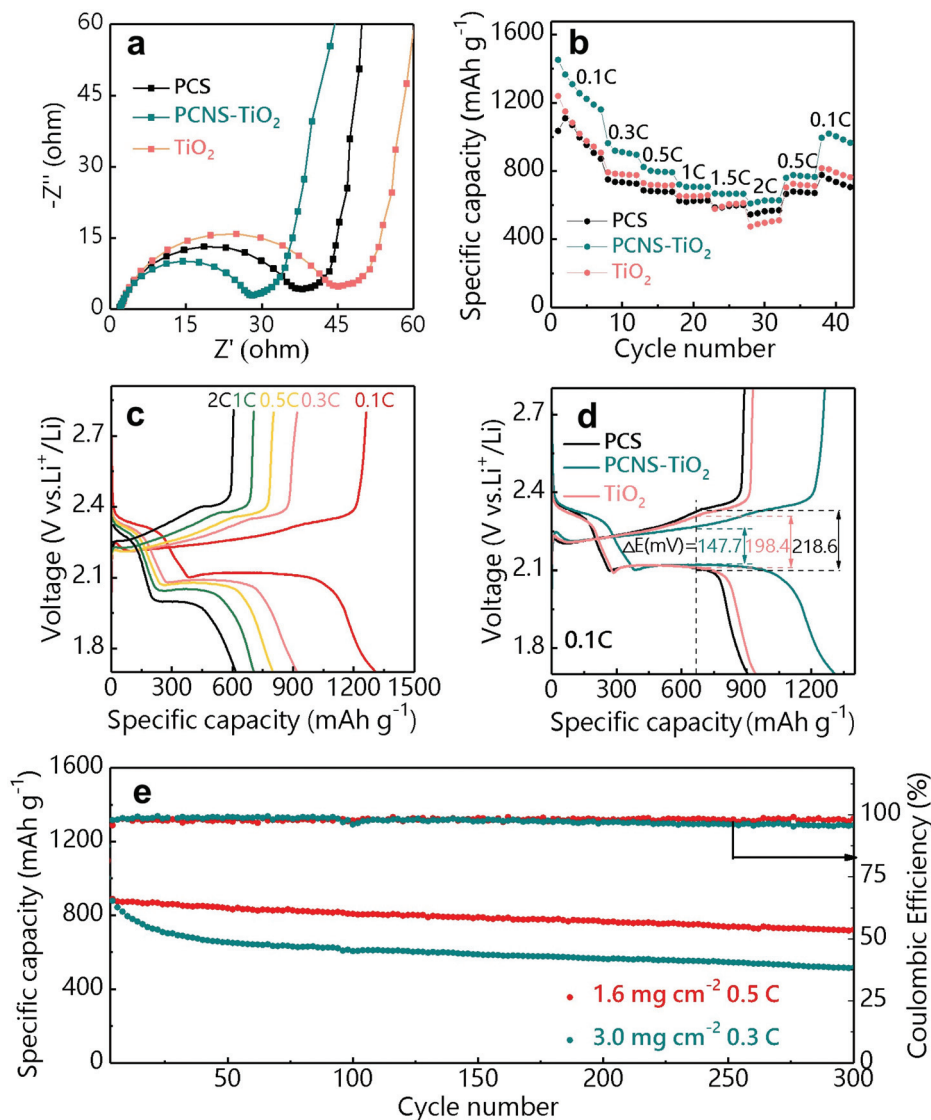 a
60
45
30
15
0
-Z'' (ohm)
PCS
PCNS-TiO₂
TiO₂
0 15 30 45 60
Z' (ohm)
b
1600
1200
800
400
0
Specific capacity (mAh g⁻¹)
0.1C
0.3C
0.5C
1C
1.5C
2C
0.5C
0.1C
PCS
PCNS-TiO₂
TiO₂
0 10 20 30 40
Cycle number
c
2C 1C 0.5C 0.3C 0.1C
2.7
2.4
2.1
1.8
Voltage (V vs.Li⁺/Li)
0 300 600 900 1200 1500
Specific capacity (mAh g⁻¹)
d
PCS
PCNS-TiO₂
TiO₂
2.7
2.4
2.1
1.8
Voltage (V vs.Li⁺/Li)
ΔE(mV)= 147.7 198.4 218.6
0.1C
0 300 600 900 1200
Specific capacity (mAh g⁻¹)
e
1600
1200
800
400
0
Specific capacity (mAh g⁻¹)
100
75
50
25
0
Coulombic Efficiency (%)
1.6 mg cm⁻² 0.5 C
3.0 mg cm⁻² 0.3 C
50 100 150 200 250 300
Cycle number